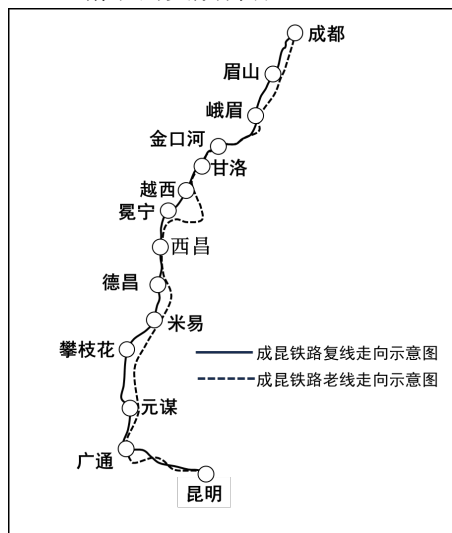 成都
眉山
峨眉
金口河
甘洛
越西
冕宁
西昌
德昌
米易
攀枝花
成昆铁路复线走向示意图
成昆铁路老线走向示意图
元谋
广通
昆明